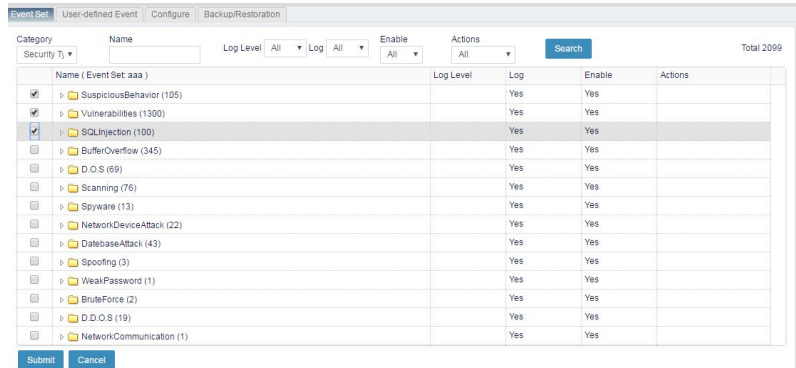 Event Set User-defined Event Configure Backup/Restoration
Category Name Log Level All Log All Enable Actions
Security Ty All All Search Total 2099
Name ( Event Set: aaa ) Log Level Log Enable Actions
SuspiciousBehavior (105) Yes Yes
Vulnerabilities (1300) Yes Yes
SQLInjection (100) Yes Yes
BufferOverflow (345) Yes Yes
D.O.S (69) Yes Yes
Scanning (76) Yes Yes
Spyware (13) Yes Yes
NetworkDeviceAttack (22) Yes Yes
DatebaseAttack (43) Yes Yes
Spoofing (3) Yes Yes
WeakPassword (1) Yes Yes
BruteForce (2) Yes Yes
D.D.O.S (19) Yes Yes
NetworkCommunication (1) Yes Yes
Submit Cancel